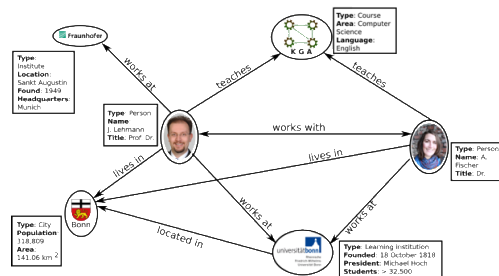 Type: Course
Area: Computer
Science
Language:
English
K G A
Fraunhofer
Type:
Institute
Location:
Sankt Augustin
Found: 1949
Headquarters:
Munich
works at
teaches
teaches
Type: Person
Name
J. Lehmann
Title: Prof Dr.
works with
Type: Person
Name: A.
Fischer
Title: Dr.
lives in
lives in
works at
works at
Bonn
Type: City
Population:
318,809
Area:
141.06 km 2
located in
universitätbonn
Type: Learning Institution
Founded: 18 October 1818
President: Michael Hoch
Students: > 32,500